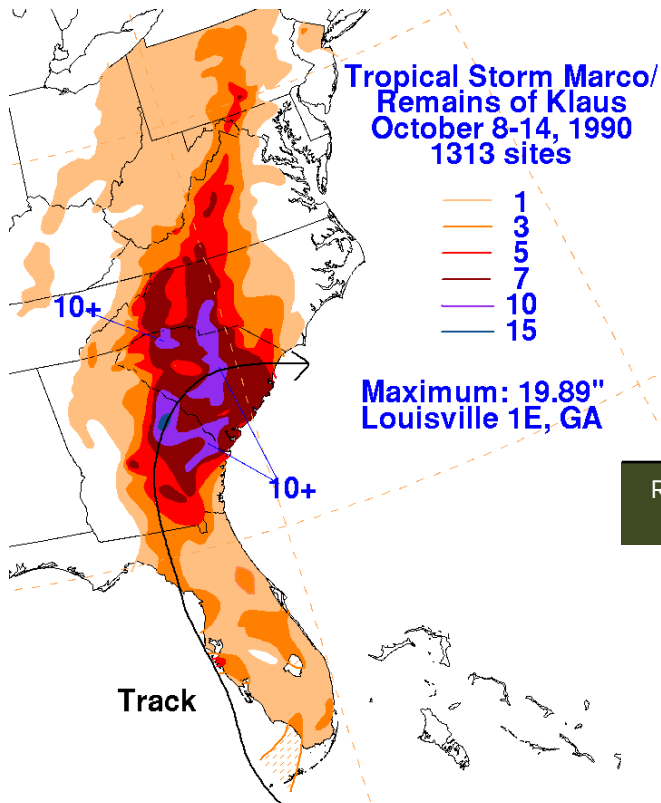 Tropical Storm Marco/
Remains of Klaus
October 8-14, 1990
1313 sites
1
3
5
7
10
15
10+
Maximum: 19.89"
Louisville 1E, GA
10+
R
Track